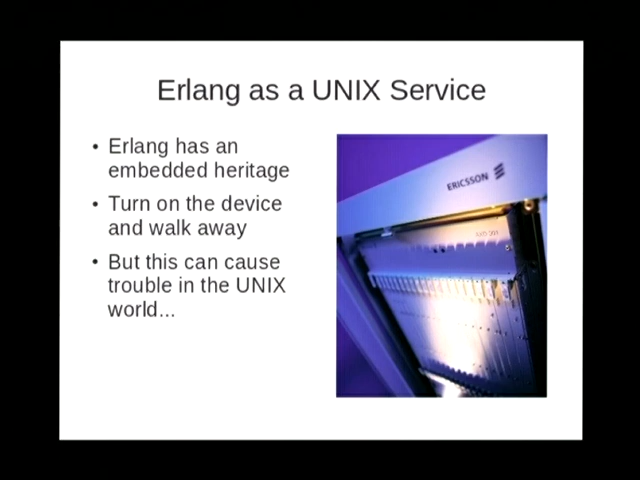 Erlang as a UNIX Service
• Erlang has an
embedded heritage
• Turn on the device
and walk away
• But this can cause
trouble in the UNIX
world...
ERICSSON